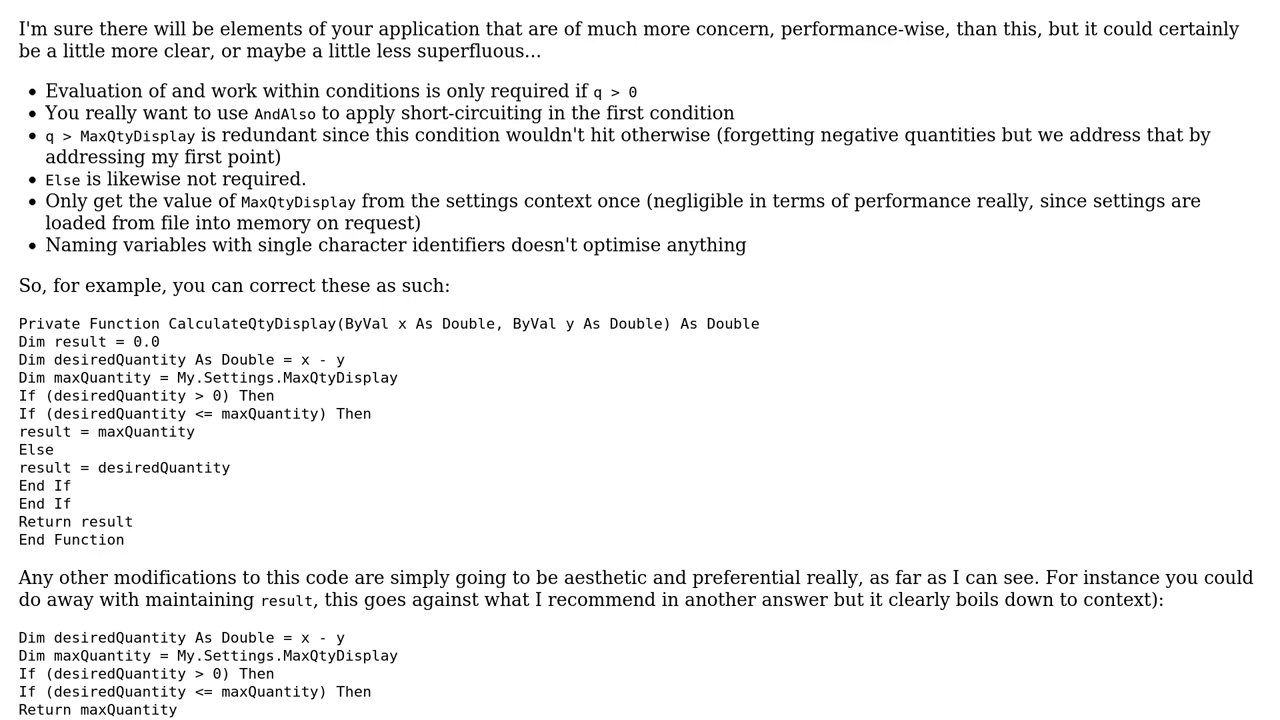 I'm sure there will be elements of your application that are of much more concern, performance-wise, than this, but it could certainly
be a little more clear, or maybe a little less superfluous...
• Evaluation of and work within conditions is only required if q > 0
• You really want to use AndAlso to apply short-circuiting in the first condition
• q > MaxQtyDisplay is redundant since this condition wouldn't hit otherwise (forgetting negative quantities but we address that by
addressing my first point)
• Else is likewise not required.
• Only get the value of MaxQtyDisplay from the settings context once (negligible in terms of performance really, since settings are
loaded from file into memory on request)
• Naming variables with single character identifiers doesn't optimise anything
So, for example, you can correct these as such:
Private Function CalculateQtyDisplay(ByVal x As Double, ByVal y As Double) As Double
Dim result = 0.0
Dim desiredQuantity As Double = x - y
Dim maxQuantity = My.Settings.MaxQtyDisplay
If (desiredQuantity > 0) Then
If (desiredQuantity <= maxQuantity) Then
result = maxQuantity
Else
result = desiredQuantity
End If
End If
Return result
End Function
Any other modifications to this code are simply going to be aesthetic and preferential really, as far as I can see. For instance you could
do away with maintaining result, this goes against what I recommend in another answer but it clearly boils down to context):
Dim desiredQuantity As Double = x - y
Dim maxQuantity = My.Settings.MaxQtyDisplay
If (desiredQuantity > 0) Then
If (desiredQuantity <= maxQuantity) Then
Return maxQuantity